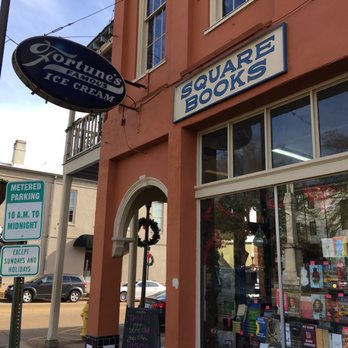 Fortune's
FAMOUS
ICE CREAM
SQUARE
BOOKS
METERED
PARKING
10 A.M. TO
MIDNIGHT
EXCEPT
SUNDAYS AND
HOLIDAYS